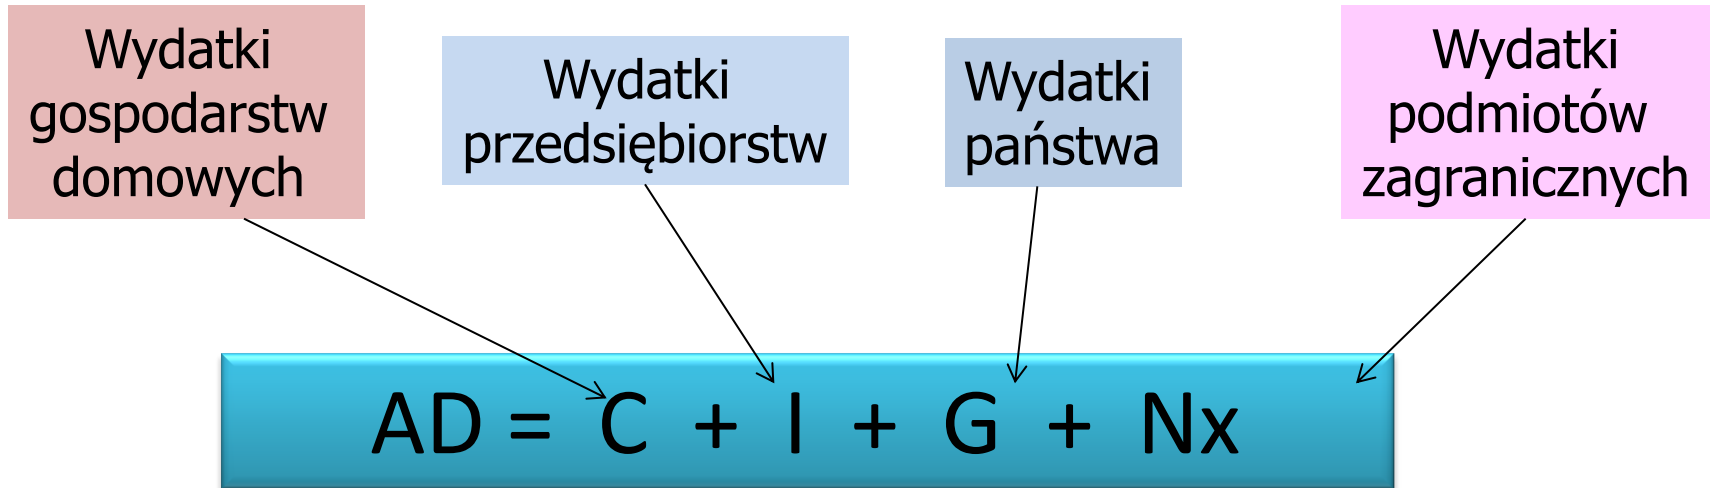 Wydatki
gospodarstw
domowych
Wydatki
przedsiębiorstw
Wydatki
państwa
Wydatki
podmiotów
zagranicznych
AD = C + I + G + Nx